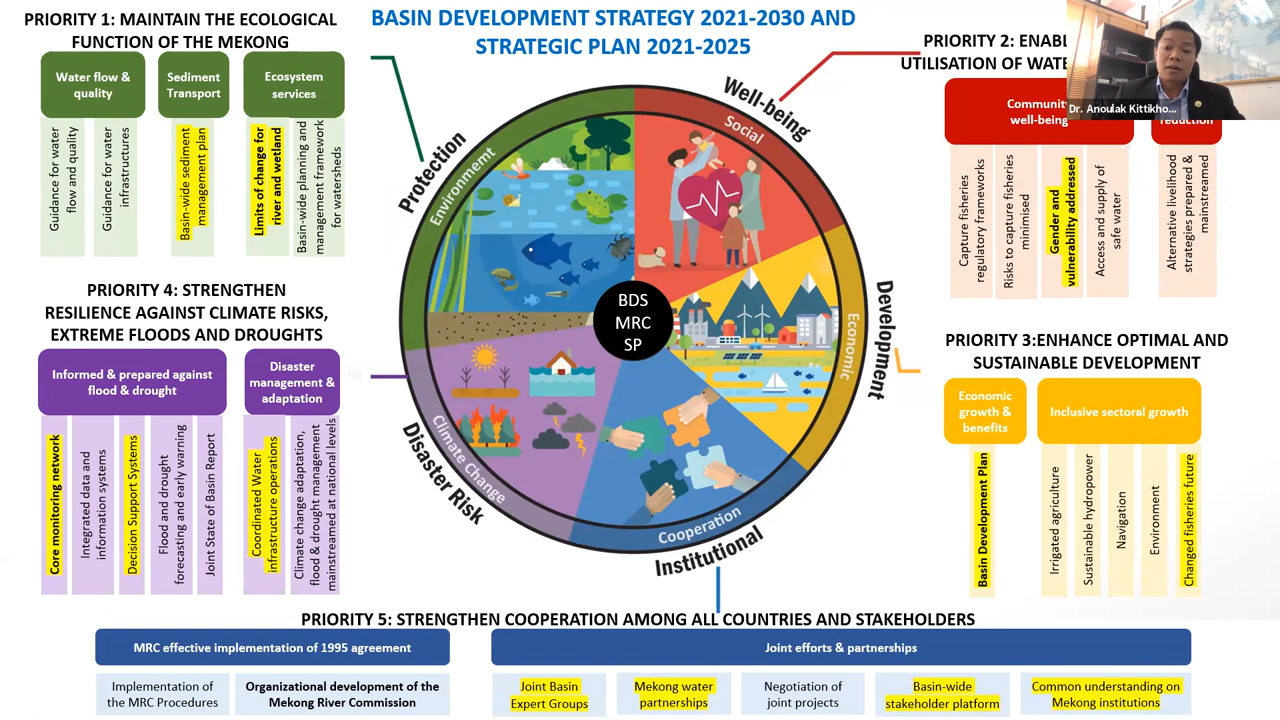 BASIN DEVELOPMENT STRATEGY 2021-2030 AND
STRATEGIC PLAN 2021-2025
PRIORITY 1: MAINTAIN THE ECOLOGICAL
FUNCTION OF THE MEKONG
Water flow &
quality
Sediment
Transport
Ecosystem
services
Guidance for water
flow and quality
Guidance for water
infrastructures
Basin-wide sediment
management plan
Limits of change for
river and wetland
Basin-wide planning and
management framework
for watersheds
PRIORITY 2:
UTILISATION OF
Dr. Anoulak Kittikho...
well-being
reduction
Capture fisheries
regulatory frameworks
Risks to capture fisheries
minimised
Gender and
vulnerability addressed
Access and supply of
safe water
Alternative livelihood
strategies prepared &
mainstreamed
Protection
Environemt
Well-being
Social
Development
Economic
Disaster Risk
Climate Change
Cooperation
Institutional
BDS
MRC
SP
PRIORITY 4: STRENGTHEN
RESILIENCE AGAINST CLIMATE RISKS,
EXTREME FLOODS AND DROUGHTS
Informed & prepared against
flood & drought
Disaster
management &
adaptation
Core monitoring network
Integrated data and
information systems
Decision Support Systems
Flood and drought
forecasting and early warning
Joint State of Basin Report
Coordinated Water
infrastructure operations
Climate change adaptation,
flood & drought management
mainstreamed at national levels
PRIORITY 3:ENHANCE OPTIMAL AND
SUSTAINABLE DEVELOPMENT
Economic
growth &
benefits
Inclusive sectoral growth
Basin Development Plan
Irrigated agriculture
Sustainable hydropower
Navigation
Environment
Changed fisheries future
PRIORITY 5: STRENGTHEN COOPERATION AMONG ALL COUNTRIES AND STAKEHOLDERS
MRC effective implementation of 1995 agreement
Joint efforts & partnerships
Implementation of
the MRC Procedures
Organizational development of the
Mekong River Commission
Joint Basin
Expert Groups
Mekong water
partnerships
Negotiation of
joint projects
Basin-wide
stakeholder platform
Common understanding on
Mekong institutions